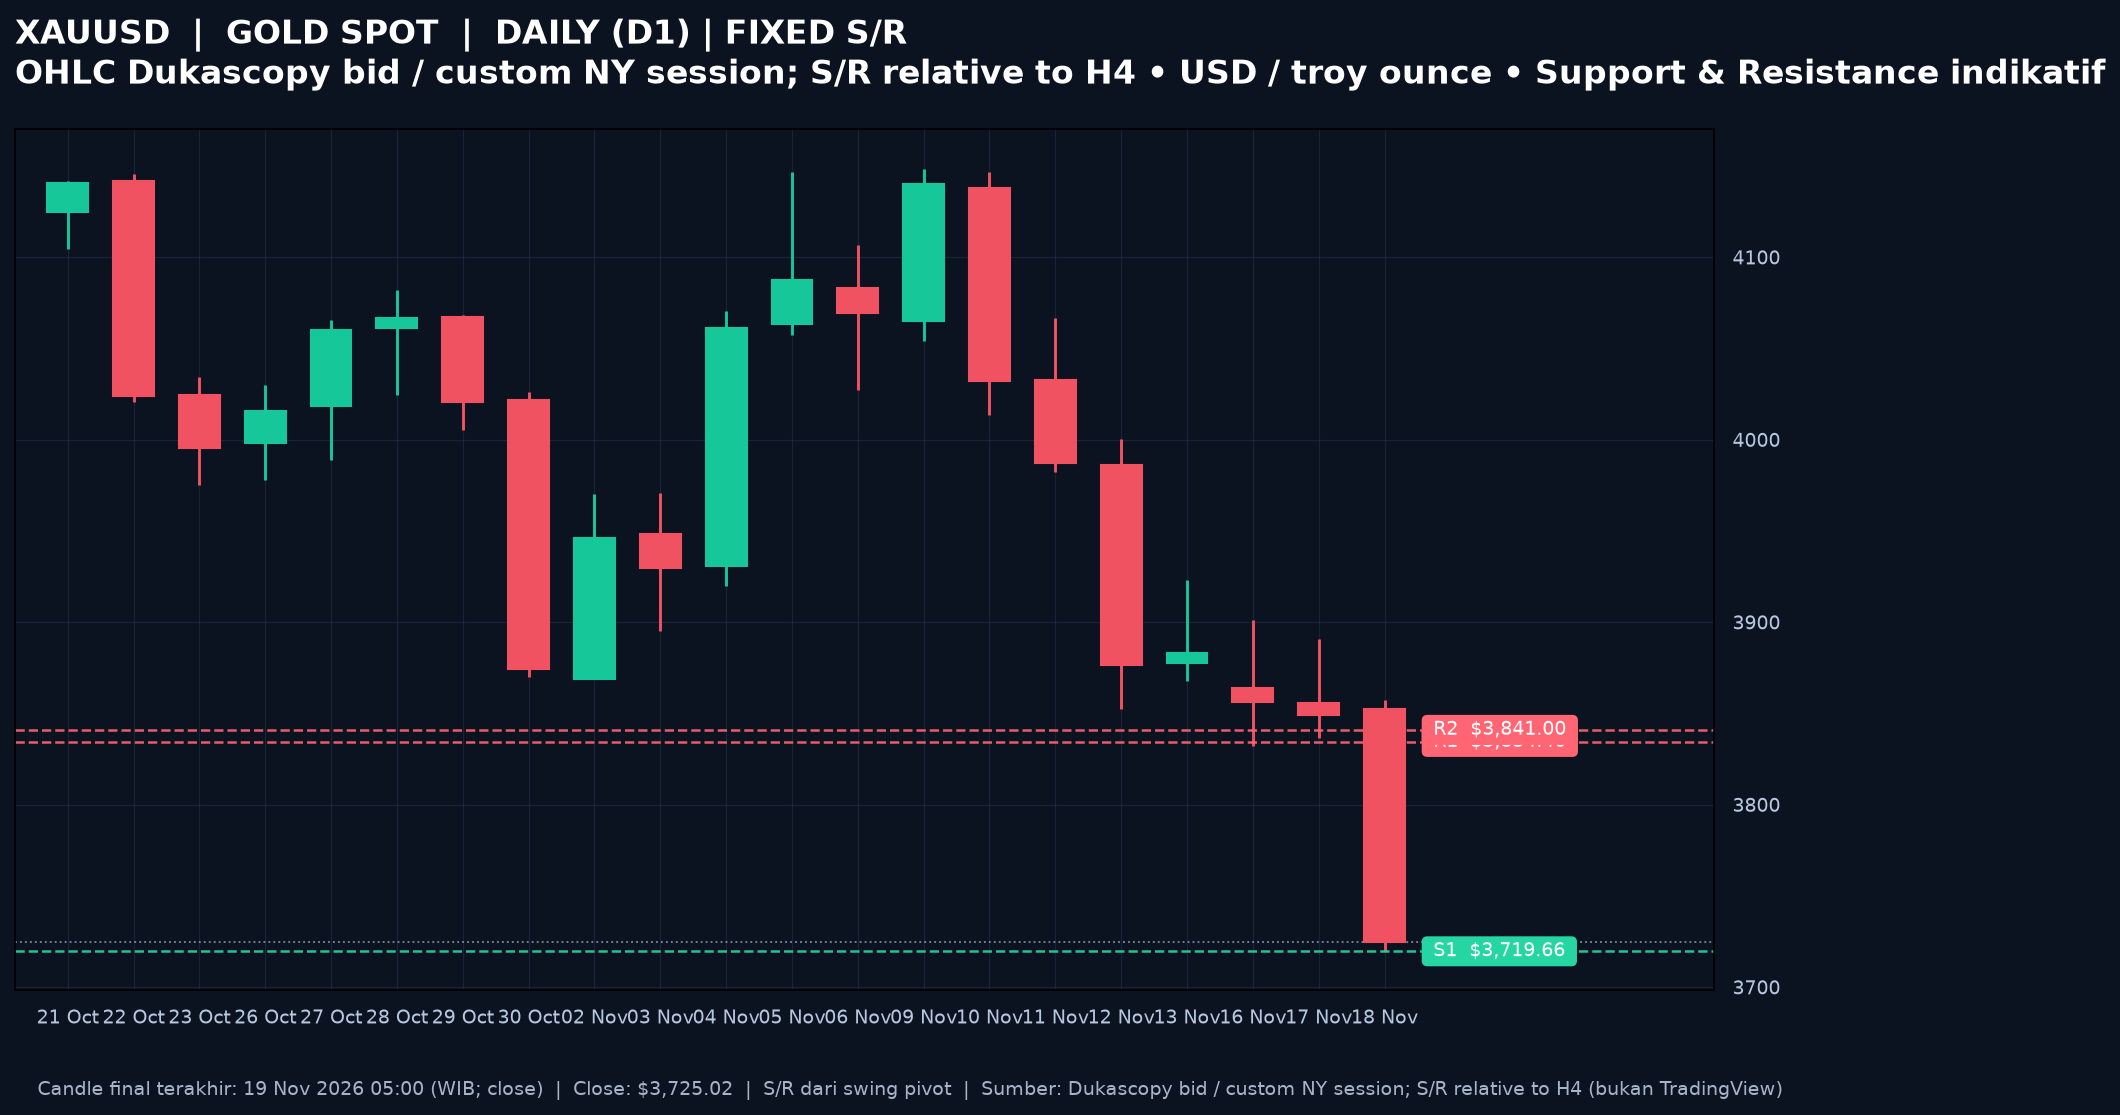 XAUUSD | GOLD SPOT | DAILY (D1) | FIXED S/R
OHLC Dukascopy bid / custom NY session; S/R relative to H4 • USD / troy ounce • Support & Resistance indikatif
4100
4000
3900
R2 $3,841.00
3800
S1 $3,719.66
3700
21 Oct 22 Oct 23 Oct 26 Oct 27 Oct 28 Oct 29 Oct 30 Oct 02 Nov 03 Nov 04 Nov 05 Nov 06 Nov 09 Nov 10 Nov 11 Nov 12 Nov 13 Nov 16 Nov 17 Nov 18 Nov
Candle final terakhir: 19 Nov 2026 05:00 (WIB; close) | Close: $3,725.02 | S/R dari swing pivot | Sumber: Dukascopy bid / custom NY session; S/R relative to H4 (bukan TradingView)